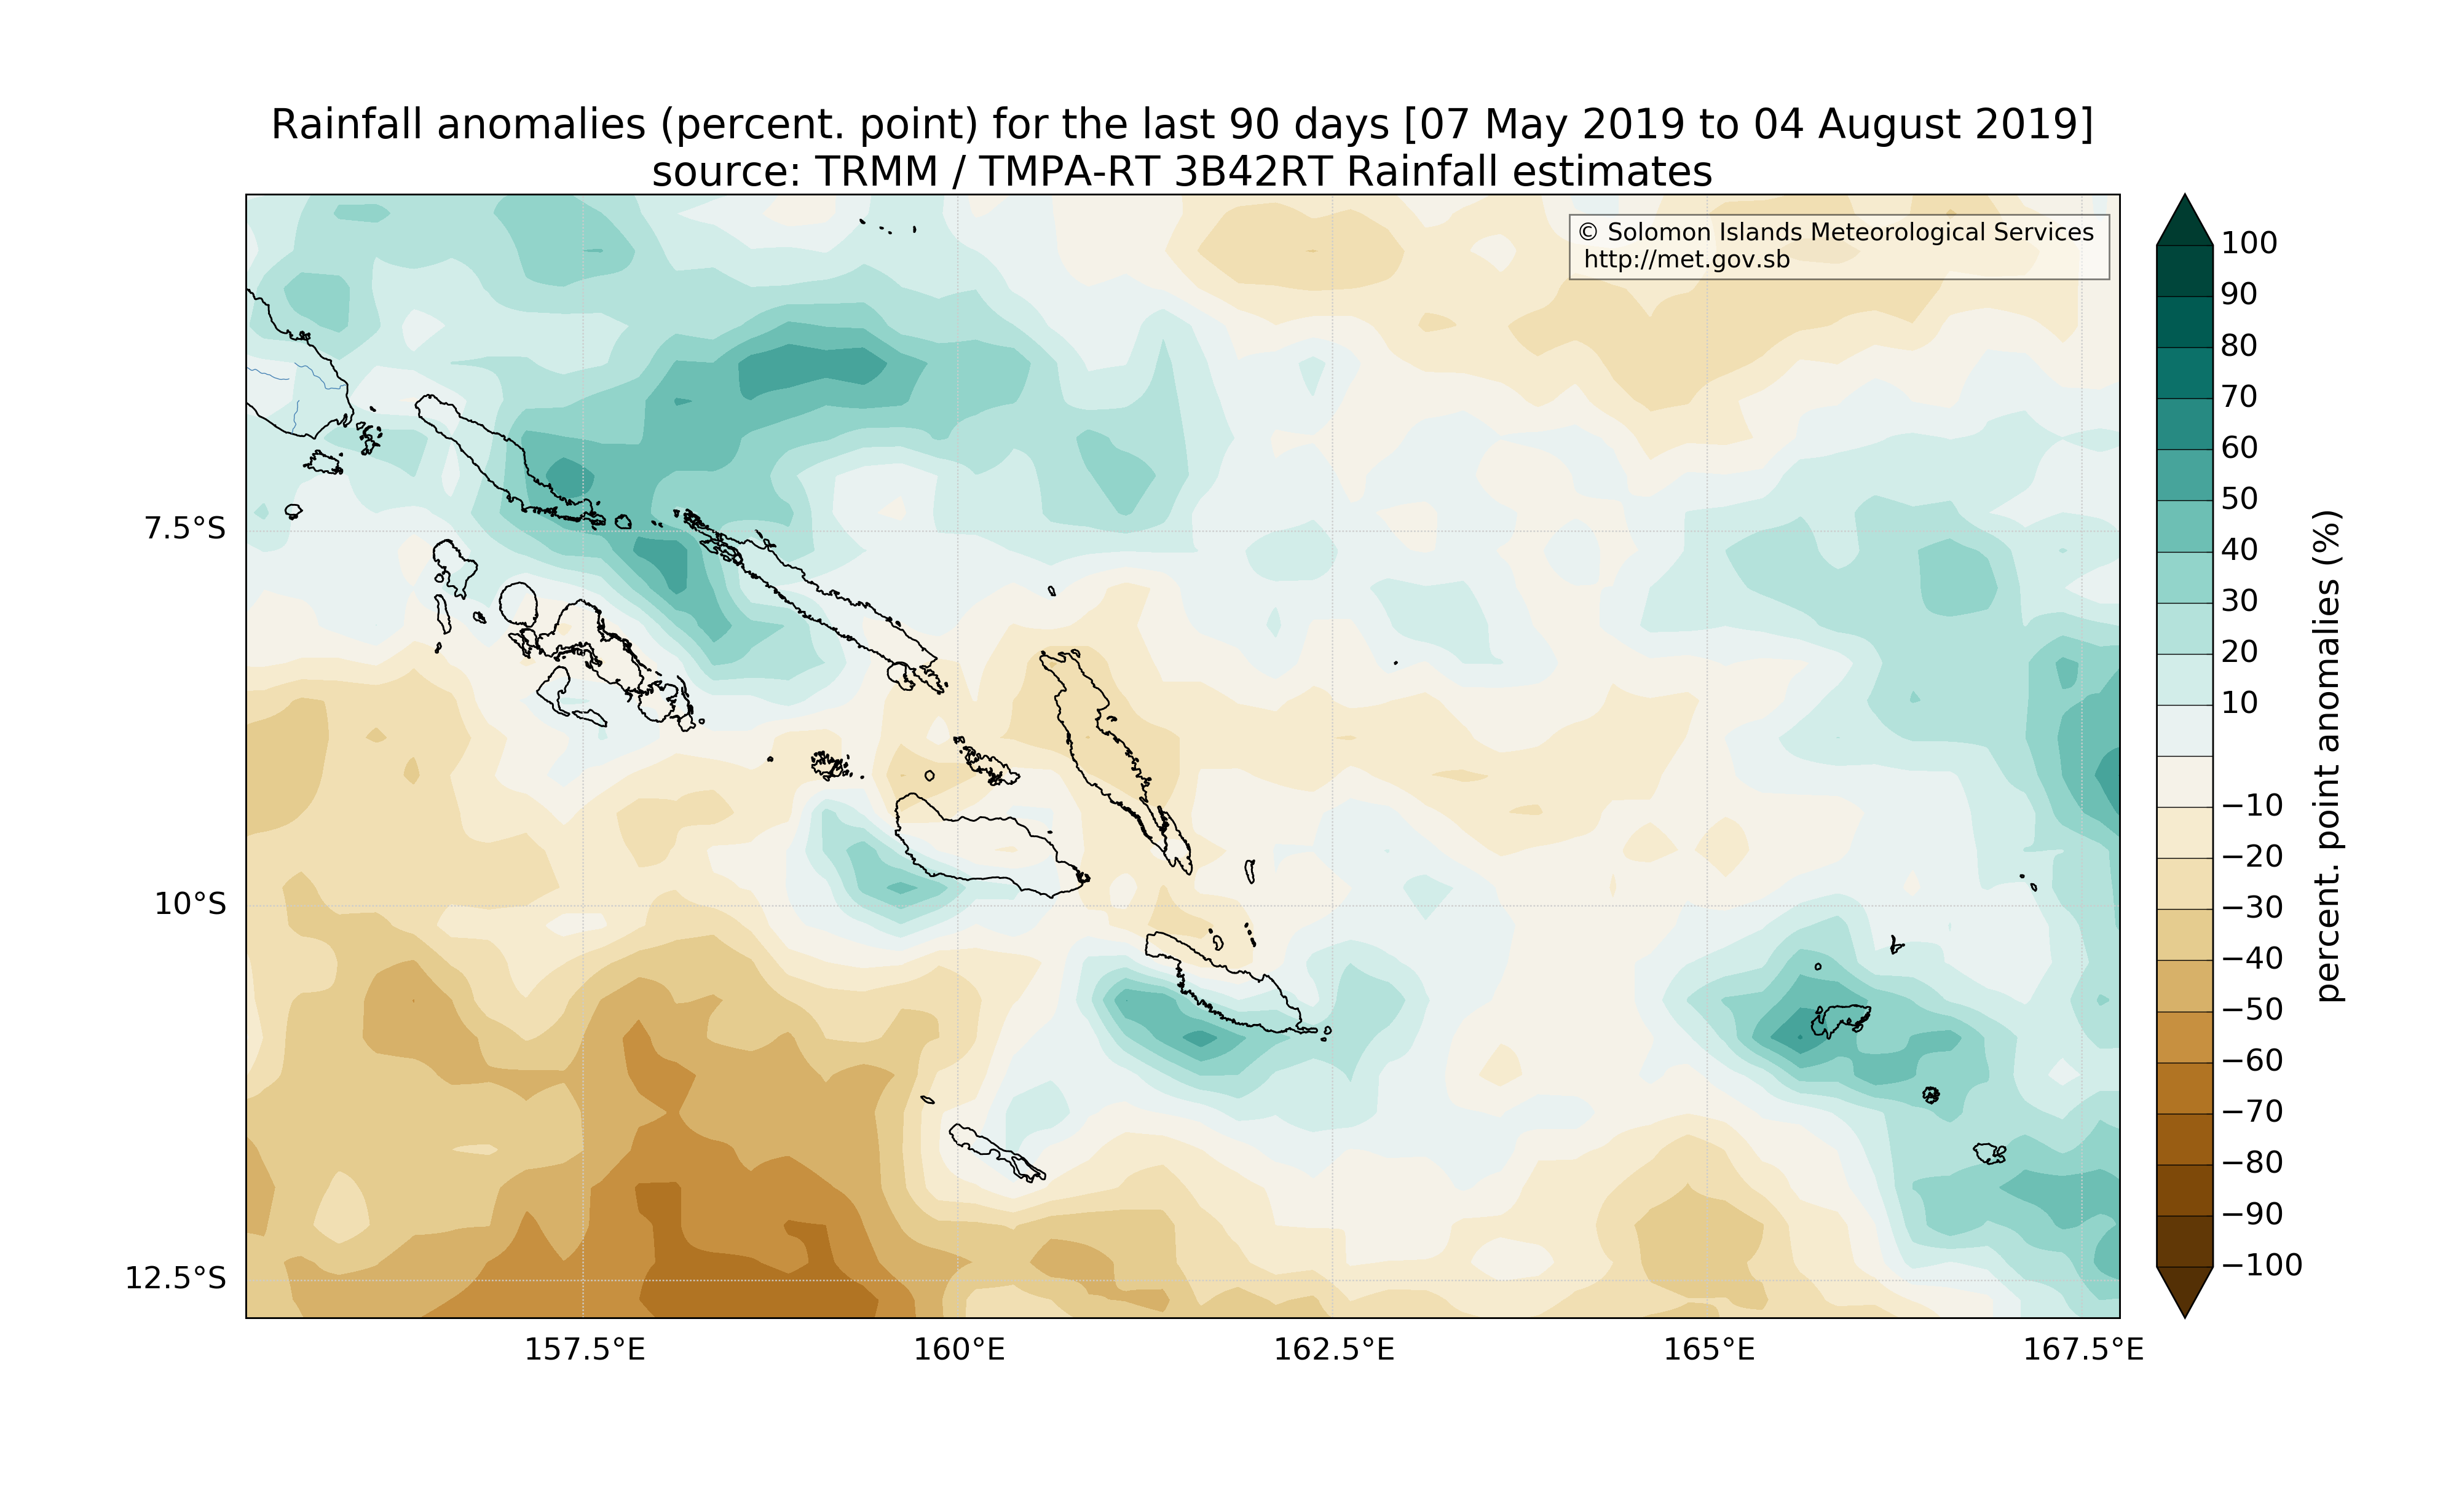 Rainfall anomalies (percent. point) for the last 90 days [07 May 2019 to 04 August 2019]
source: TRMM / TMPA-RT 3B42RT Rainfall estimates
© Solomon Islands Meteorological Services
http://met.gov.sb
7.5°S
10°S
12.5°S
157.5°E
160°E
162.5°E
165°E
167.5°E
100
90
80
70
60
50
40
30
20
10
−10
−20
−30
−40
−50
−60
−70
−80
−90
−100
percent. point anomalies (%)